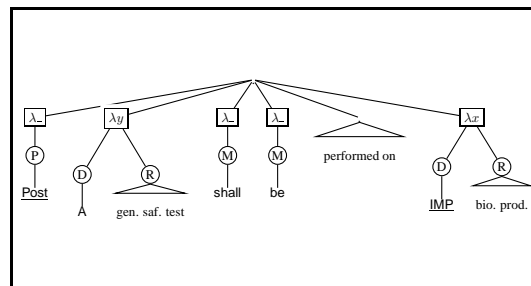 λ_ λy λ_ λ_ λx
P M M performed on
D R D R
Post shall be
A gen. saf. test IMP bio. prod.